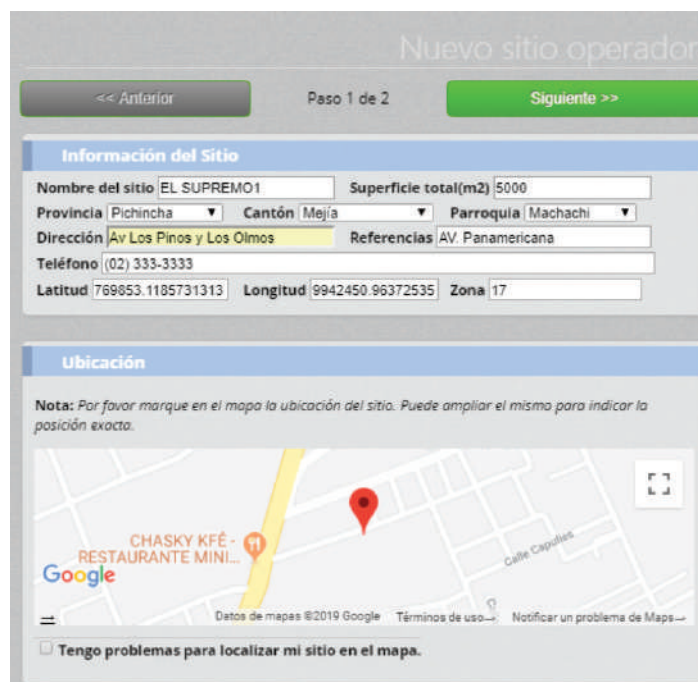 Nuevo sitio operador
<< Anterior Paso 1 de 2 Siguiente >>
Información del Sitio
Nombre del sitio EL SUPREMO1 Superficie total(m2) 5000
Provincia Pichincha Cantón Mejía Parroquia Machachi
Dirección Av Los Pinos y Los Olmos Referencias AV. Panamericana
Teléfono (02) 333-3333
Latitud 769853.1185731313 Longitud 9942450.96372535 Zona 17
Ubicación
Nota: Por favor marque en el mapa la ubicación del sitio. Puede ampliar el mismo para indicar la
posición exacta.
CHASKY KFÉ -
RESTAURANTE MINI...
Calle Capulíes
Google
Datos de mapas ©2019 Google Términos de uso Notificar un problema de Maps
Tengo problemas para localizar mi sitio en el mapa.